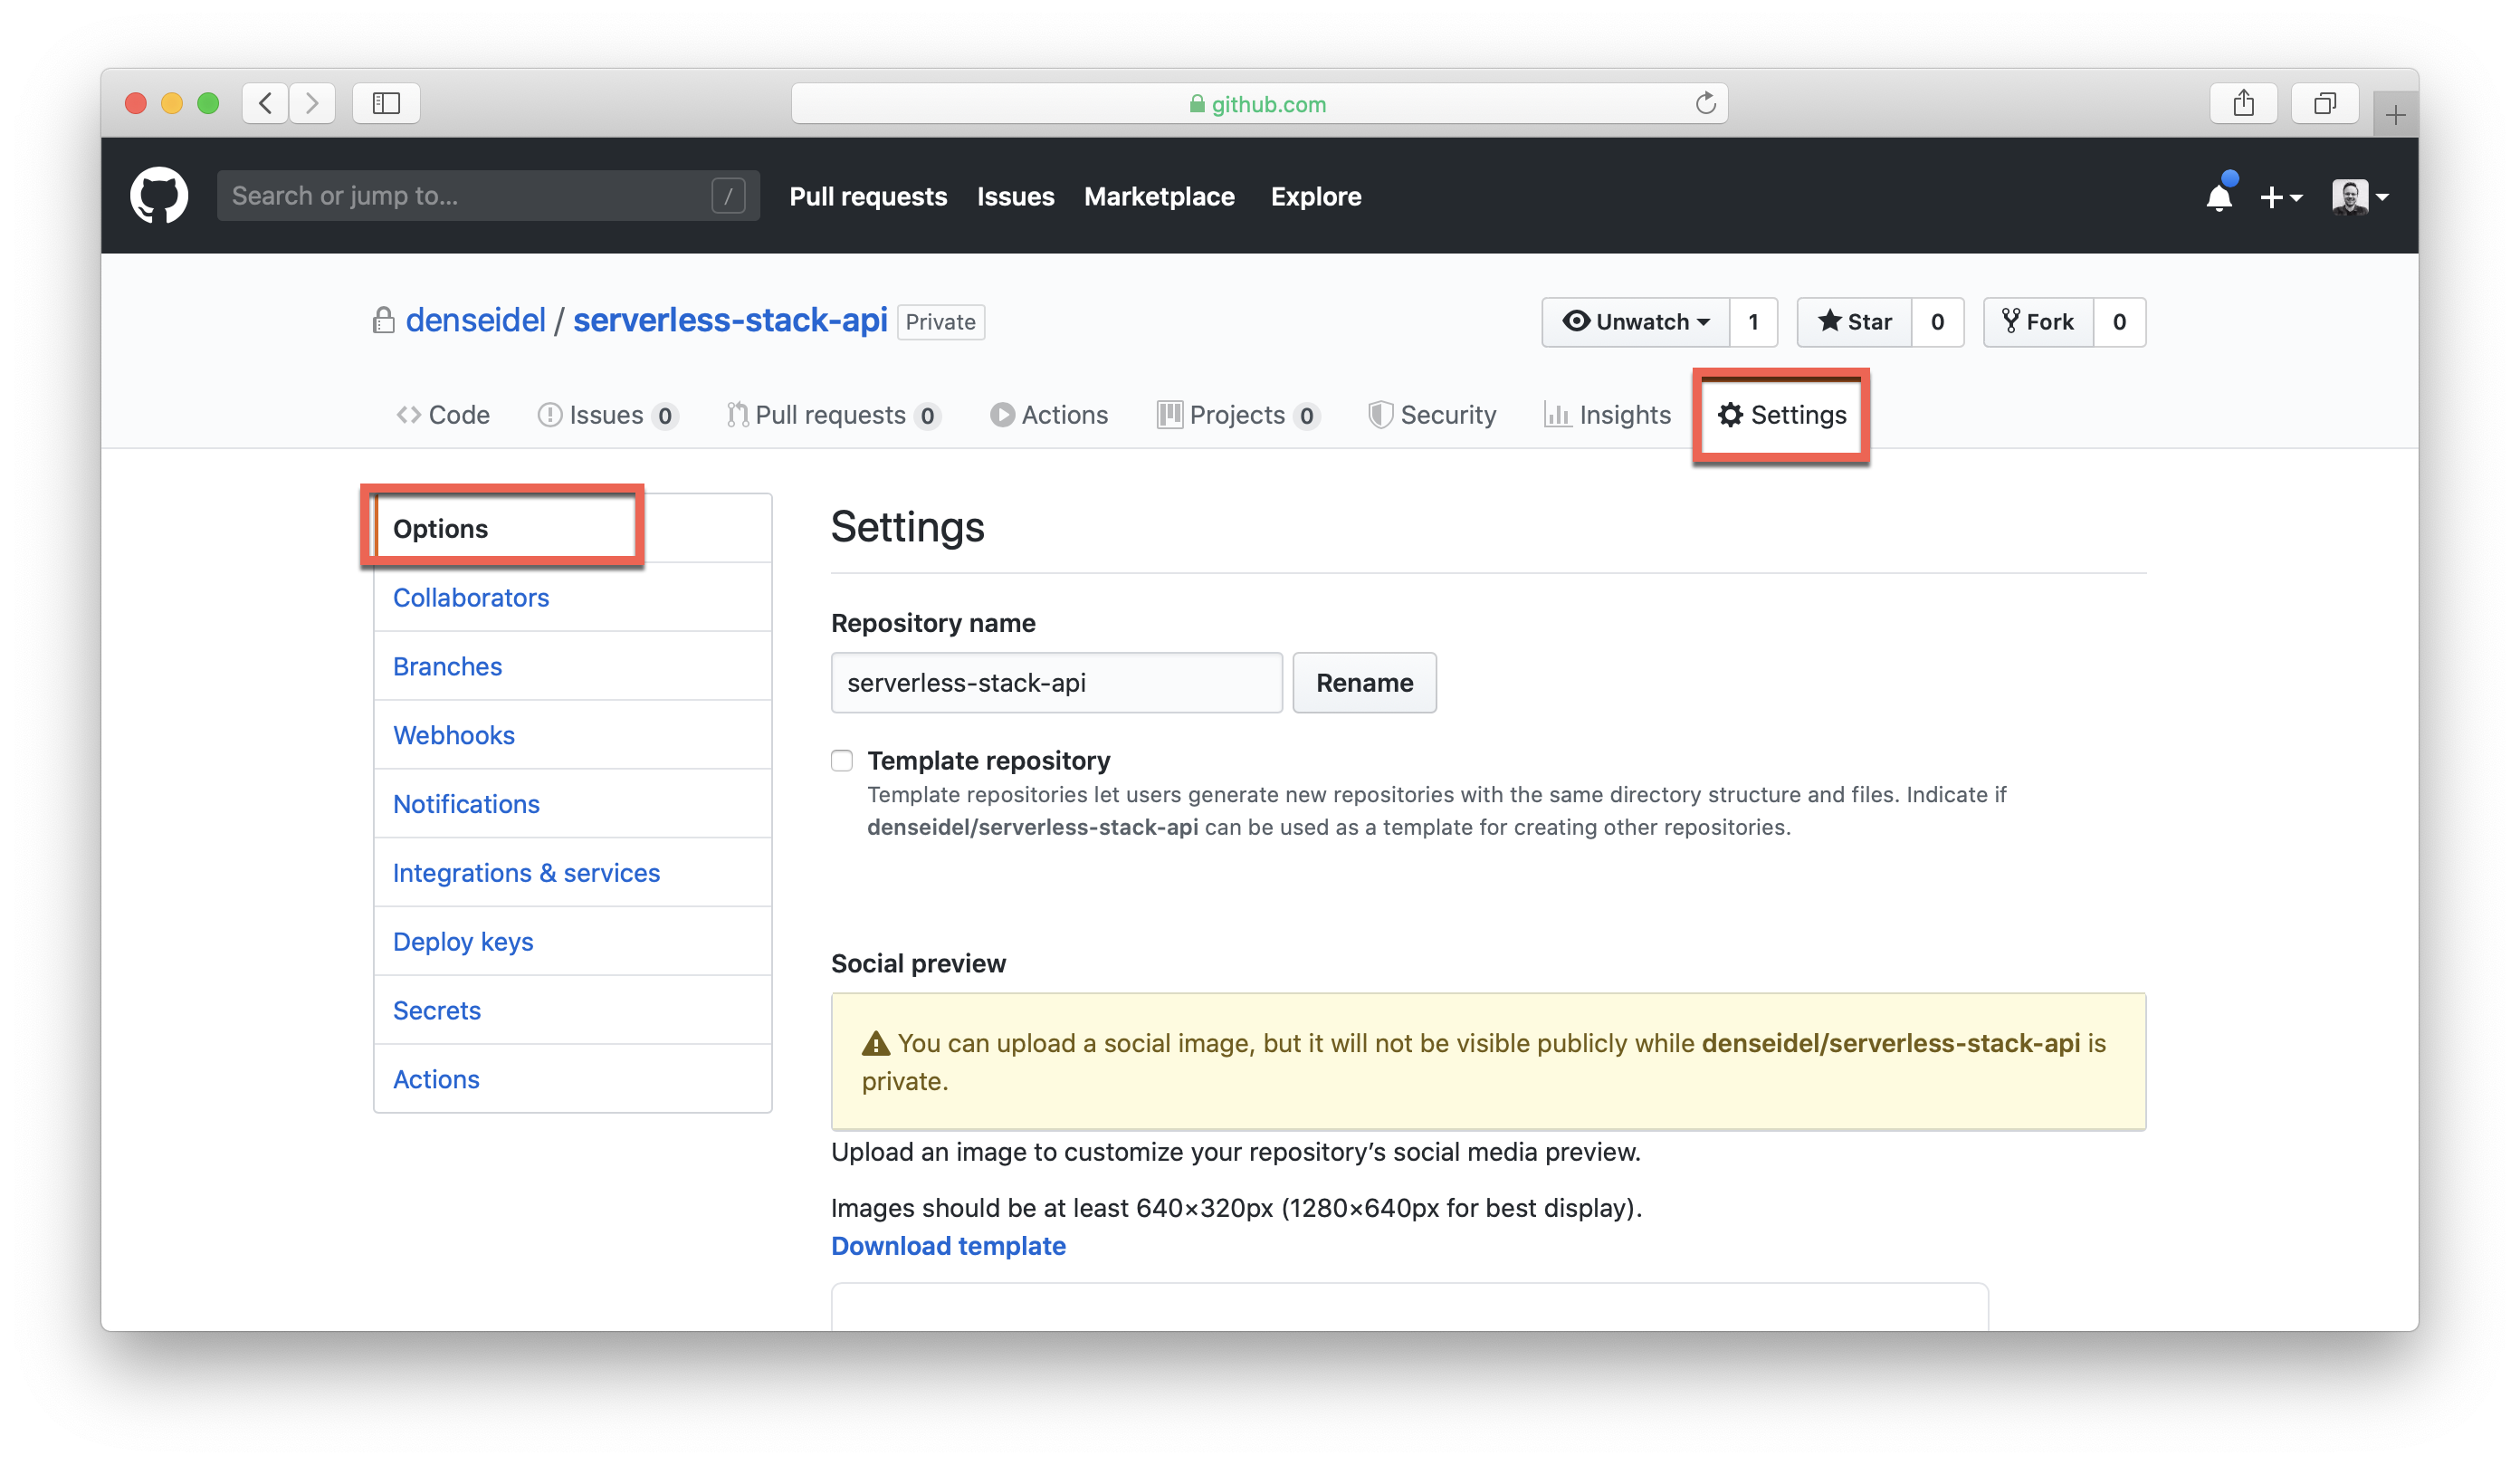 github.com
Search or jump to... /
Pull requests Issues Marketplace Explore
denseidel / serverless-stack-api Private
Unwatch 1 Star 0 Fork 0
Code Issues 0 Pull requests 0 Actions Projects 0 Security Insights Settings
Options
Collaborators
Branches
Webhooks
Notifications
Integrations & services
Deploy keys
Secrets
Actions
Settings
Repository name
serverless-stack-api Rename
Template repository
Template repositories let users generate new repositories with the same directory structure and files. Indicate if
denseidel/serverless-stack-api can be used as a template for creating other repositories.
Social preview
You can upload a social image, but it will not be visible publicly while denseidel/serverless-stack-api is
private.
Upload an image to customize your repository’s social media preview.
Images should be at least 640×320px (1280×640px for best display).
Download template